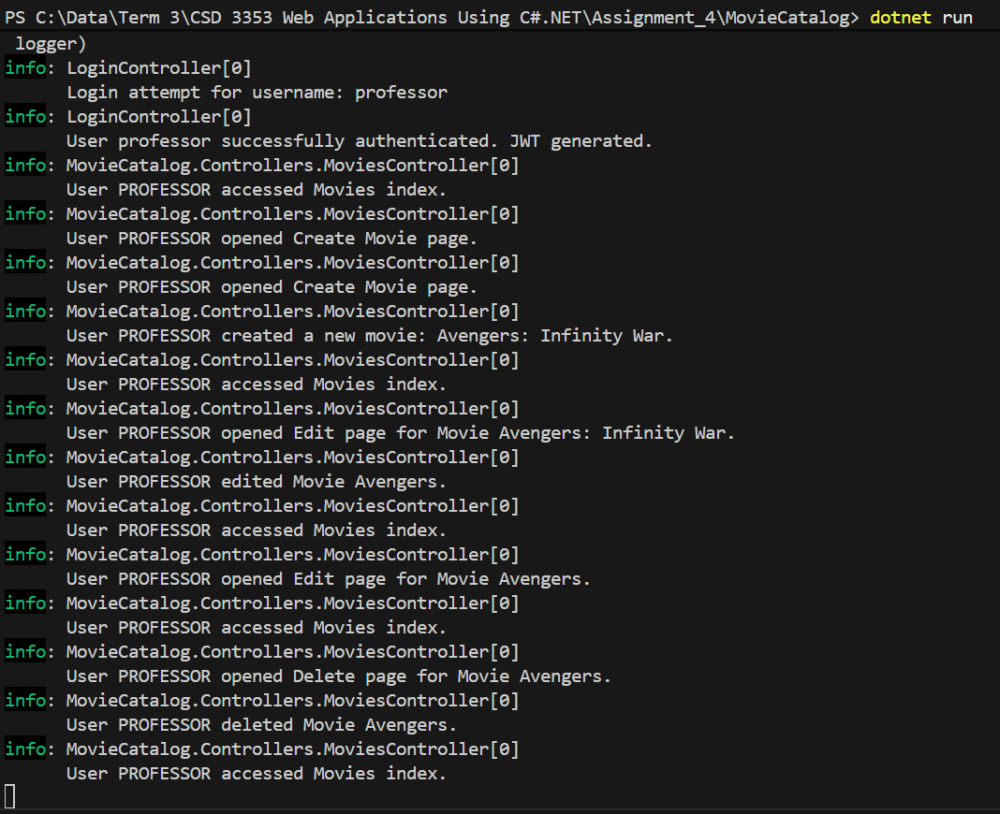 PS C:\Data\Term 3\CSD 3353 Web Applications Using C#.NET\Assignment_4\MovieCatalog> dotnet run
logger)
info: LoginController[0]
Login attempt for username: professor
info: LoginController[0]
User professor successfully authenticated. JWT generated.
info: MovieCatalog.Controllers.MoviesController[0]
User PROFESSOR accessed Movies index.
info: MovieCatalog.Controllers.MoviesController[0]
User PROFESSOR opened Create Movie page.
info: MovieCatalog.Controllers.MoviesController[0]
User PROFESSOR opened Create Movie page.
info: MovieCatalog.Controllers.MoviesController[0]
User PROFESSOR created a new movie: Avengers: Infinity War.
info: MovieCatalog.Controllers.MoviesController[0]
User PROFESSOR accessed Movies index.
info: MovieCatalog.Controllers.MoviesController[0]
User PROFESSOR opened Edit page for Movie Avengers: Infinity War.
info: MovieCatalog.Controllers.MoviesController[0]
User PROFESSOR edited Movie Avengers.
info: MovieCatalog.Controllers.MoviesController[0]
User PROFESSOR accessed Movies index.
info: MovieCatalog.Controllers.MoviesController[0]
User PROFESSOR opened Edit page for Movie Avengers.
info: MovieCatalog.Controllers.MoviesController[0]
User PROFESSOR accessed Movies index.
info: MovieCatalog.Controllers.MoviesController[0]
User PROFESSOR opened Delete page for Movie Avengers.
info: MovieCatalog.Controllers.MoviesController[0]
User PROFESSOR deleted Movie Avengers.
info: MovieCatalog.Controllers.MoviesController[0]
User PROFESSOR accessed Movies index.